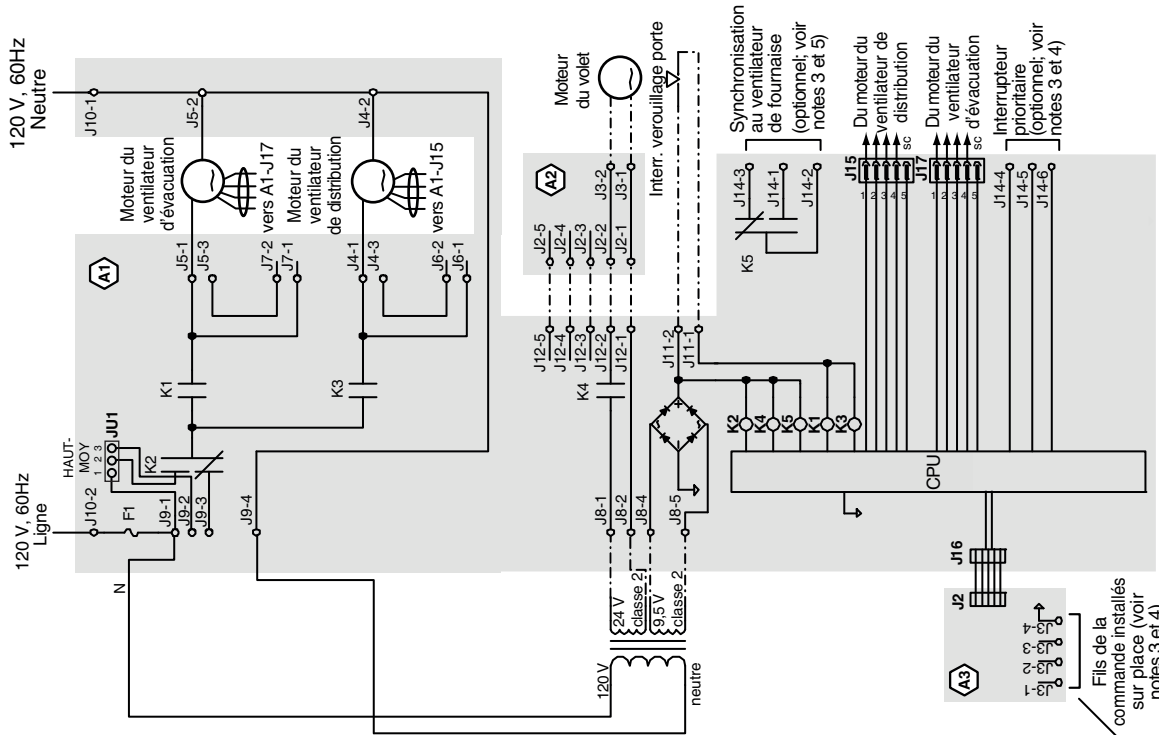 120 V, 60Hz
Neutre
J10-1
J5-2
J4-2
Moteur du
ventilateur
d'évacuation
vers A1-J17
Moteur du
ventilateur
de distribution
vers A1-J15
A1
J5-1
J5-3
J7-2
J7-1
J4-1
J4-3
J6-2
J6-1
K1
K3
HAUT-
MOY
JU1
1 2 3
K2
120 V, 60Hz
Ligne
J10-2
F1
J9-1
J9-2
J9-3
J9-4
N
Moteur
du volet
Interr. verouillage porte
A2
J3-2
J3-1
J2-5
J2-4
J2-3
J2-2
J2-1
J12-5
J12-4
J12-3
J12-2
J12-1
J11-2
J11-1
K4
J8-1
J8-2
J8-4
J8-5
24 V
classe 2
9,5 V
classe 2
120 V
neutre
Synchronisation
au ventilateur
de fournaise
(optionnel; voir
notes 3 et 5)
J14-3
J14-1
J14-2
K5
Du moteur du
ventilateur de
distribution
sc
J15
1
2
3
4
5
Du moteur du
ventilateur
d'évacuation
sc
J17
1
2
3
4
5
Interrupteur
prioritaire
(optionnel; voir
notes 3 et 4)
J14-4
J14-5
J14-6
K2
K4
K5
K1
K3
CPU
J16
J2
A3
J3-4
J3-3
J3-2
J3-1
Fils de la
commande installés
sur place (voir
notes 3 et 4)